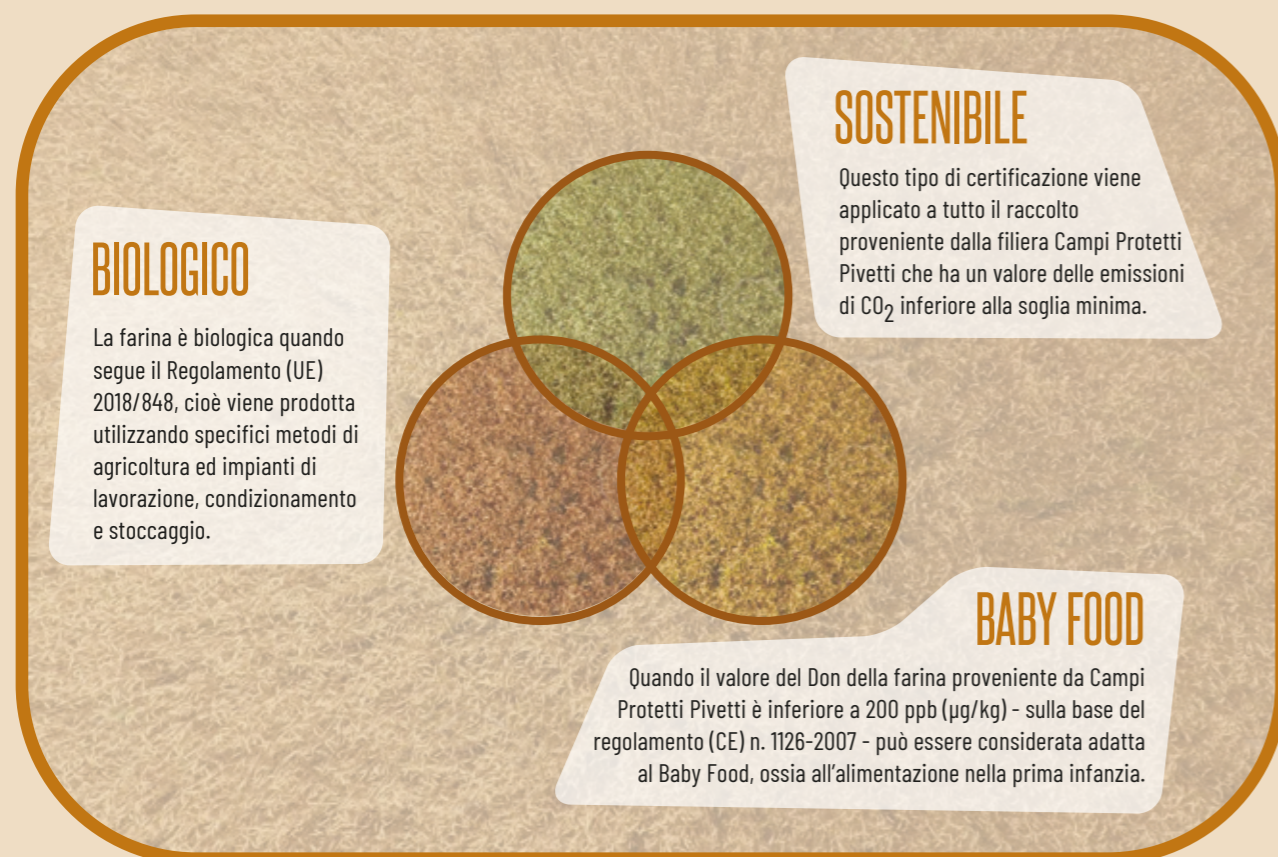 SOSTENIBILE
Questo tipo di certificazione viene
applicato a tutto il raccolto
proveniente dalla filiera Campi Protetti
Pivetti che ha un valore delle emissioni
di CO₂ inferiore alla soglia minima.
BIOLOGICO
La farina è biologica quando
segue il Regolamento (UE)
2018/848, cioè viene prodotta
utilizzando specifici metodi di
agricoltura ed impianti di
lavorazione, condizionamento
e stoccaggio.
BABY FOOD
Quando il valore del Don della farina proveniente da Campi
Protetti Pivetti è inferiore a 200 ppb (µg/kg) - sulla base del
regolamento (CE) n. 1126-2007 - può essere considerata adatta
al Baby Food, ossia all'alimentazione nella prima infanzia.